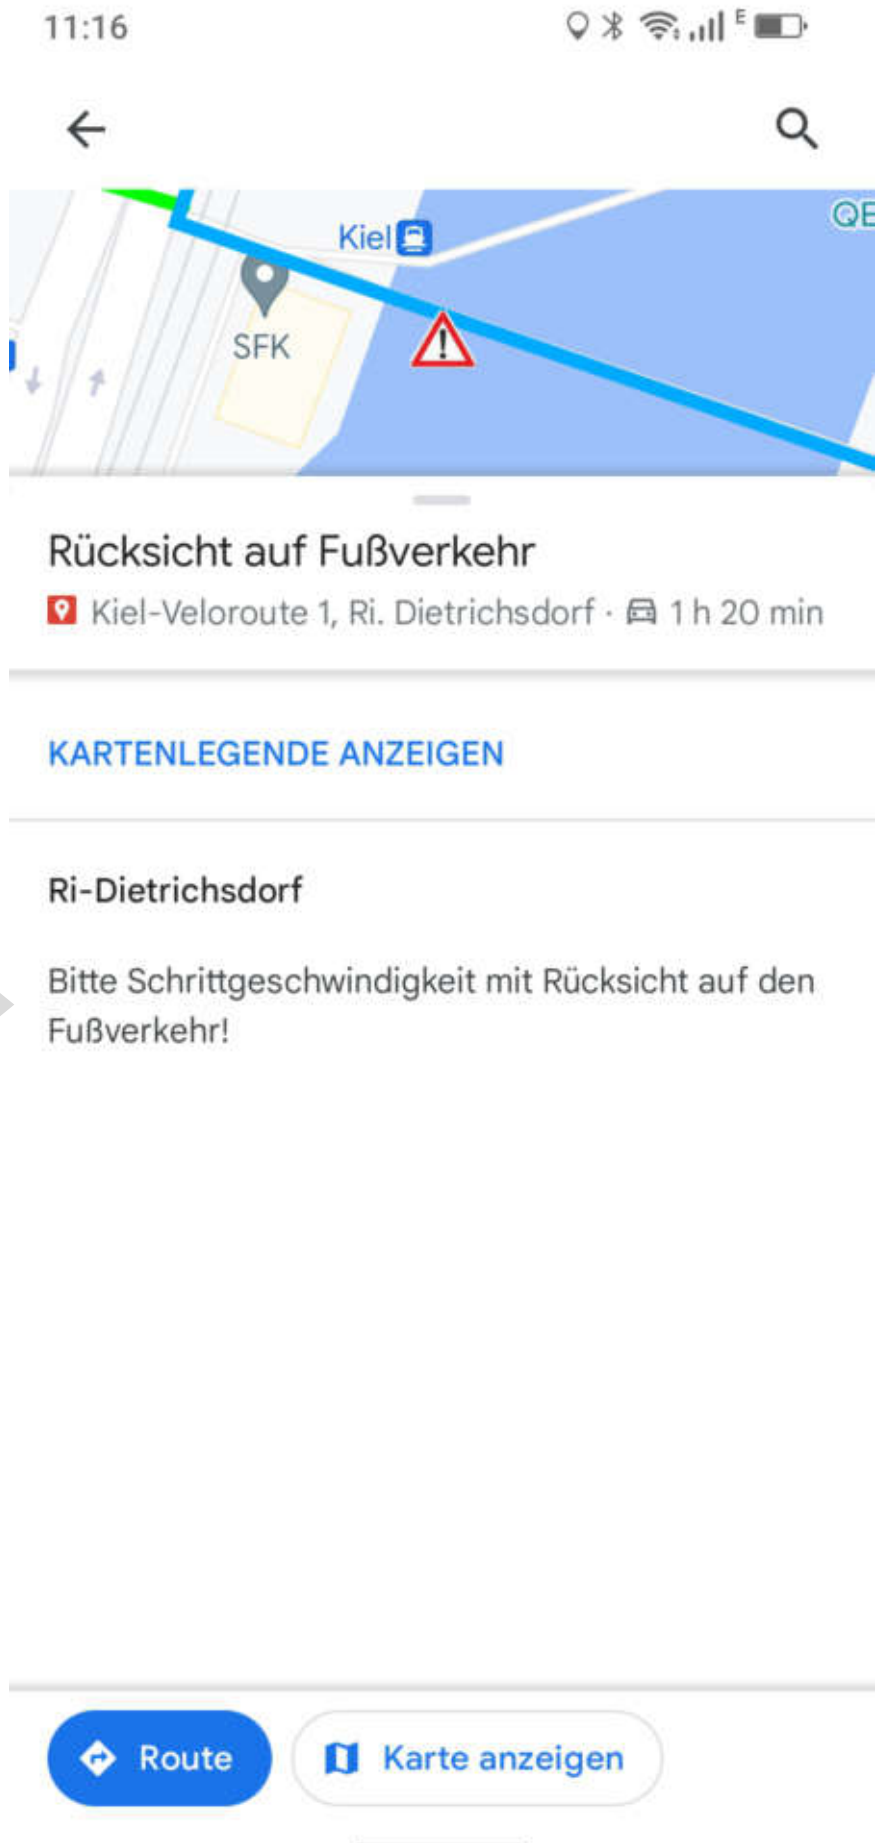 11:16
E
QE
Kiel
SFK
Rücksicht auf Fußverkehr
Kiel-Veloroute 1, Ri. Dietrichsdorf · 1 h 20 min
KARTENLEGENDE ANZEIGEN
Ri-Dietrichsdorf
Bitte Schrittgeschwindigkeit mit Rücksicht auf den
Fußverkehr!
Route
Karte anzeigen